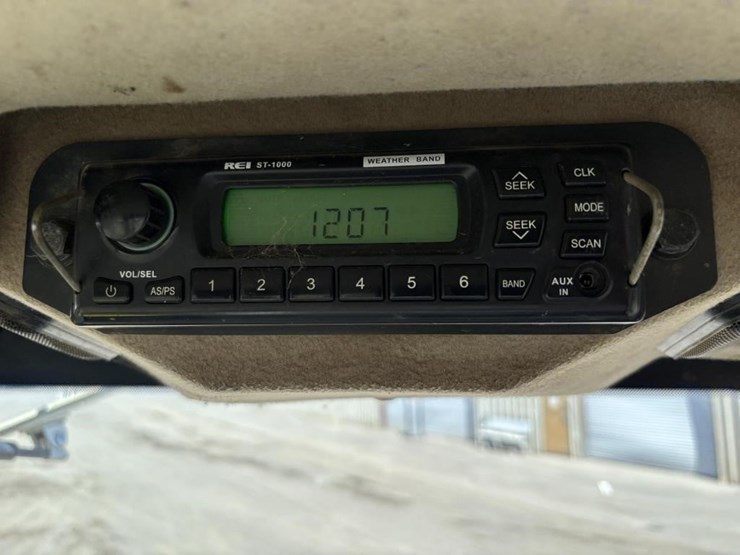 REI ST-1000 WEATHER BAND
1207
SEEK CLK
SEEK MODE
SCAN
VOL/SEL
AS/PS 1 2 3 4 5 6 BAND AUX IN